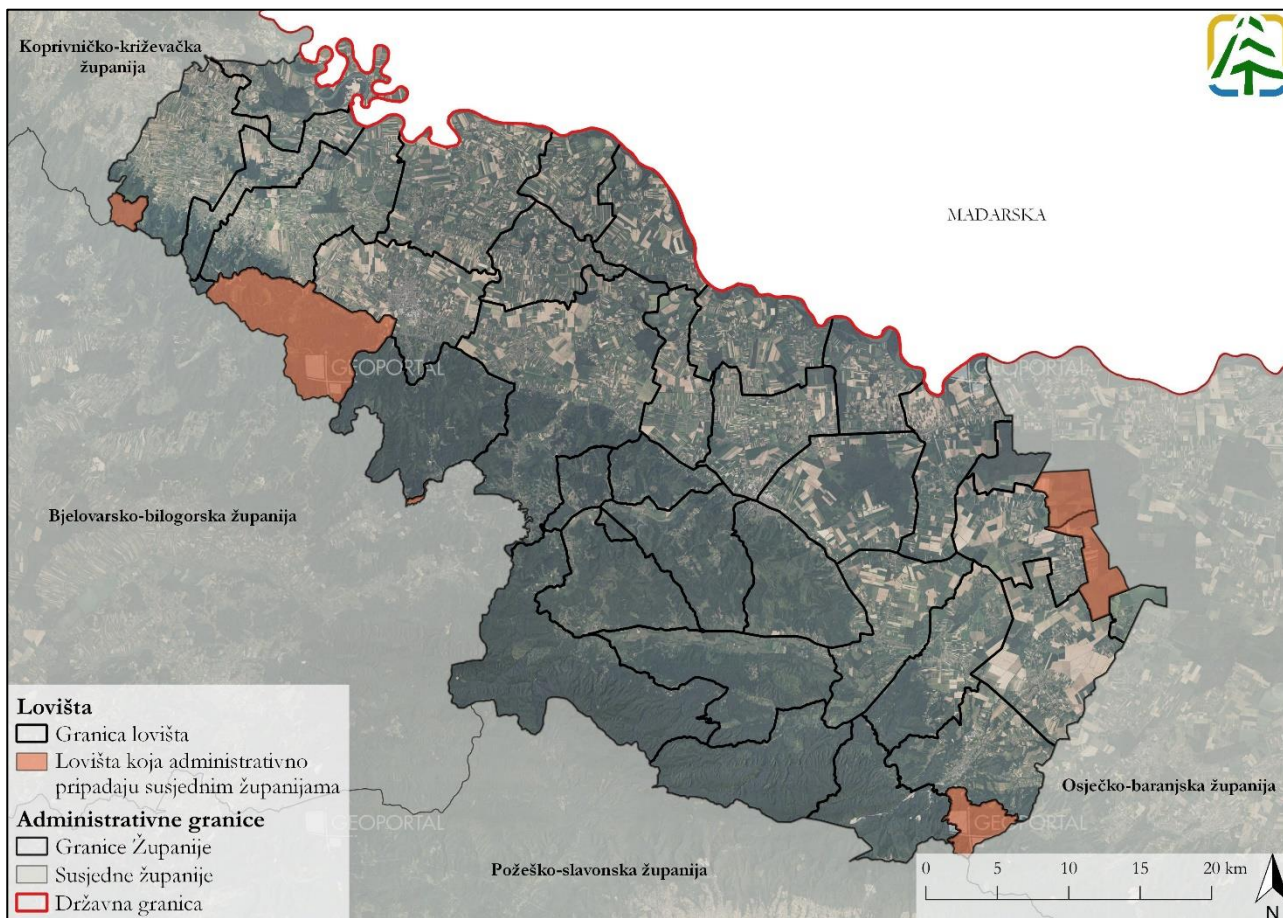 Koprivničko-križevačka
županija
MAĐARSKA
GEOPORTAL
GEOPORTAL
Bjelovarsko-bilogorska županija
Lovišta
Granica lovišta
Lovišta koja administrativno
pripadaju susjednim županijama
Administrativne granice
Granice Županije
Susjedne županije
Državna granica
GEOPORTAL
GEOPORTAL
Osječko-baranjska županija
Požeško-slavonska županija
0 5 10 15 20 km
N